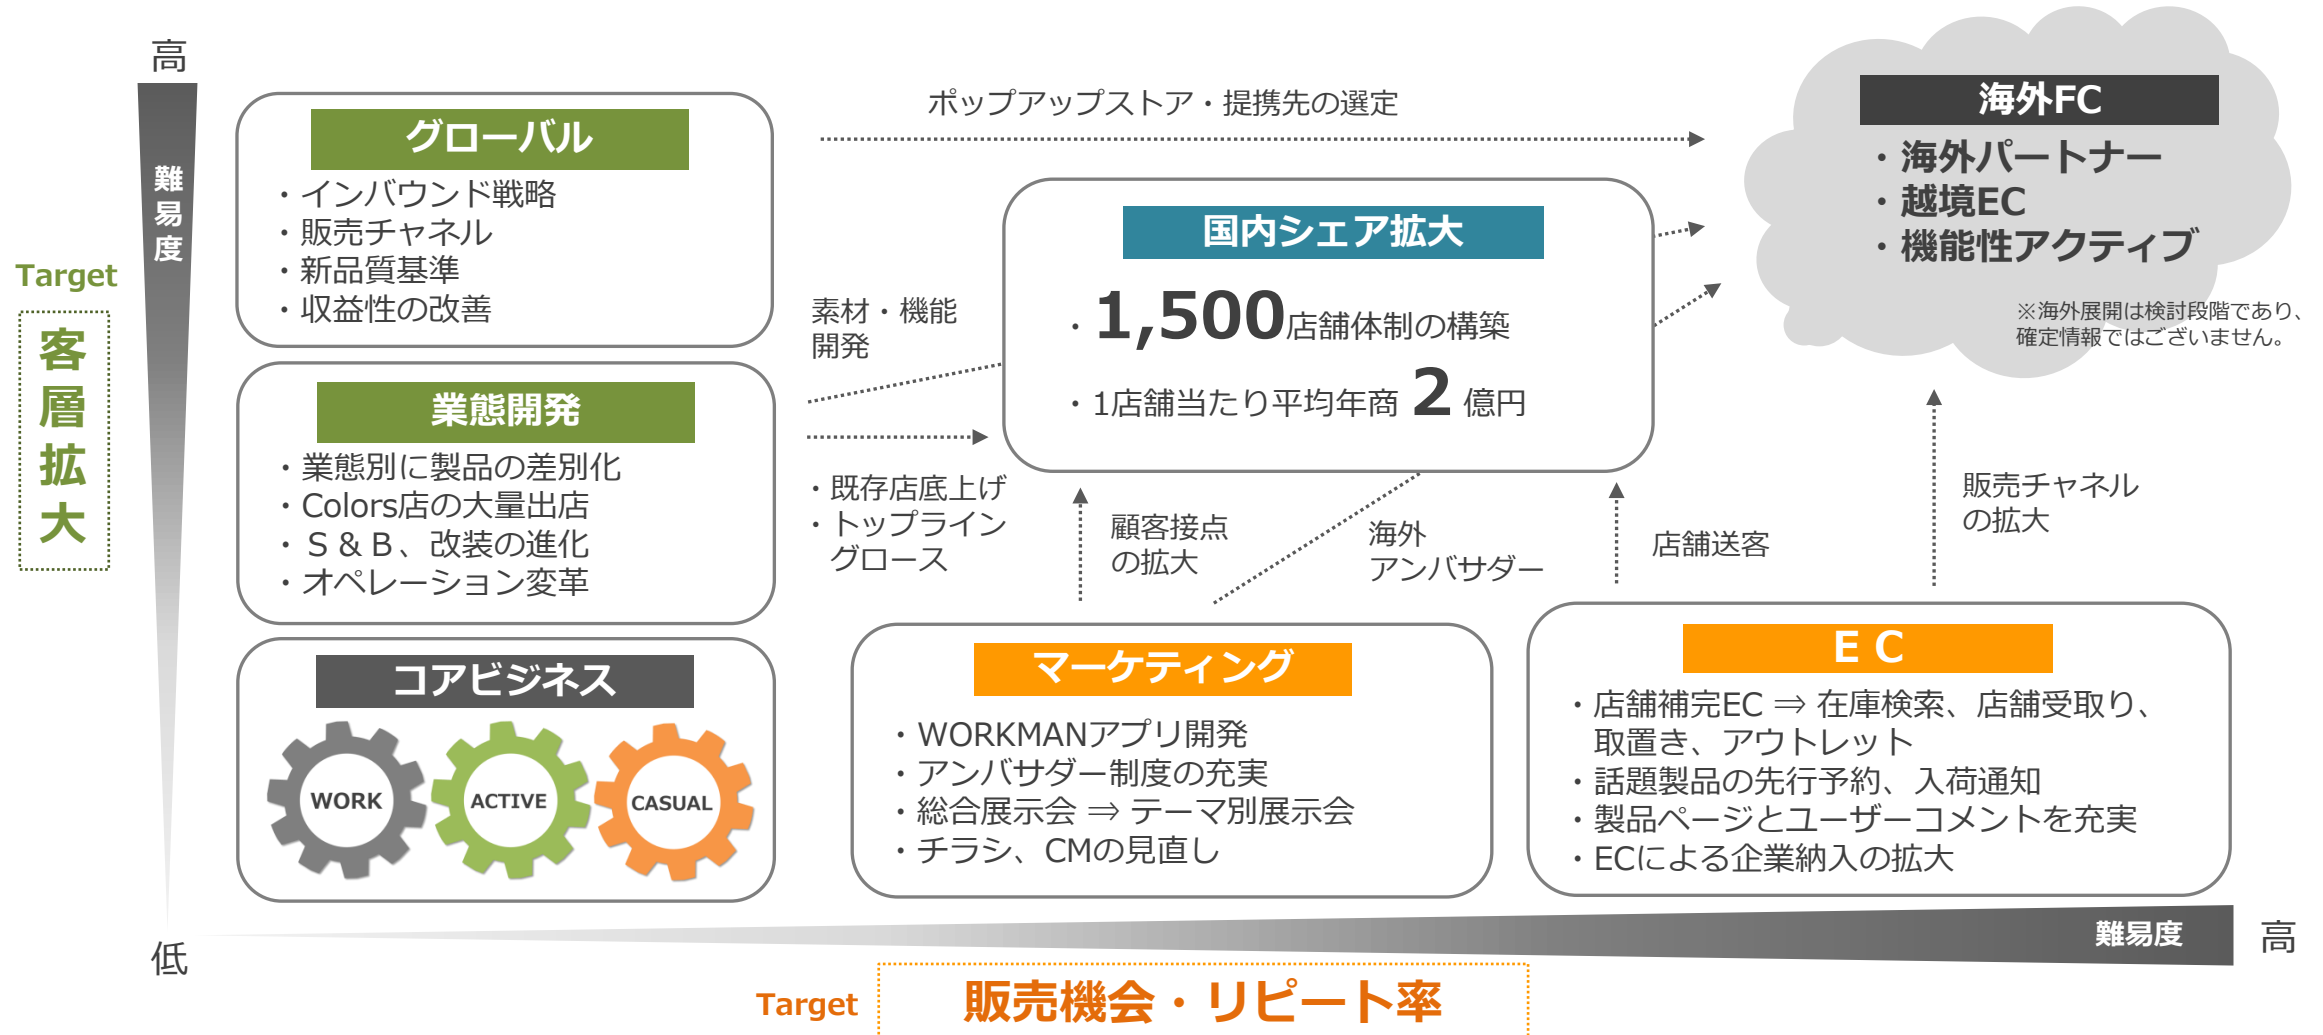 高
難易度
Target
客層拡大
グローバル
・インバウンド戦略
・販売チャネル
・新品質基準
・収益性の改善
業態開発
・業態別に製品の差別化
・Colors店の大量出店
・S＆B、改装の進化
・オペレーション変革
コアビジネス
WORK
ACTIVE
CASUAL
低
ポップアップストア・提携先の選定
素材・機能
開発
・既存店底上げ
・トップライン
グロース
国内シェア拡大
・1,500店舗体制の構築
・1店舗当たり平均年商 2 億円
顧客接点
の拡大
海外
アンバサダー
店舗送客
販売チャネル
の拡大
海外FC
・海外パートナー
・越境EC
・機能性アクティブ
※海外展開は検討段階であり、
確定情報ではございません。
マーケティング
・WORKMANアプリ開発
・アンバサダー制度の充実
・総合展示会 ⇒ テーマ別展示会
・チラシ、CMの見直し
E C
・店舗補完EC ⇒ 在庫検索、店舗受取り、
取置き、アウトレット
・話題製品の先行予約、入荷通知
・製品ページとユーザーコメントを充実
・ECによる企業納入の拡大
難易度
高
Target
販売機会・リピート率